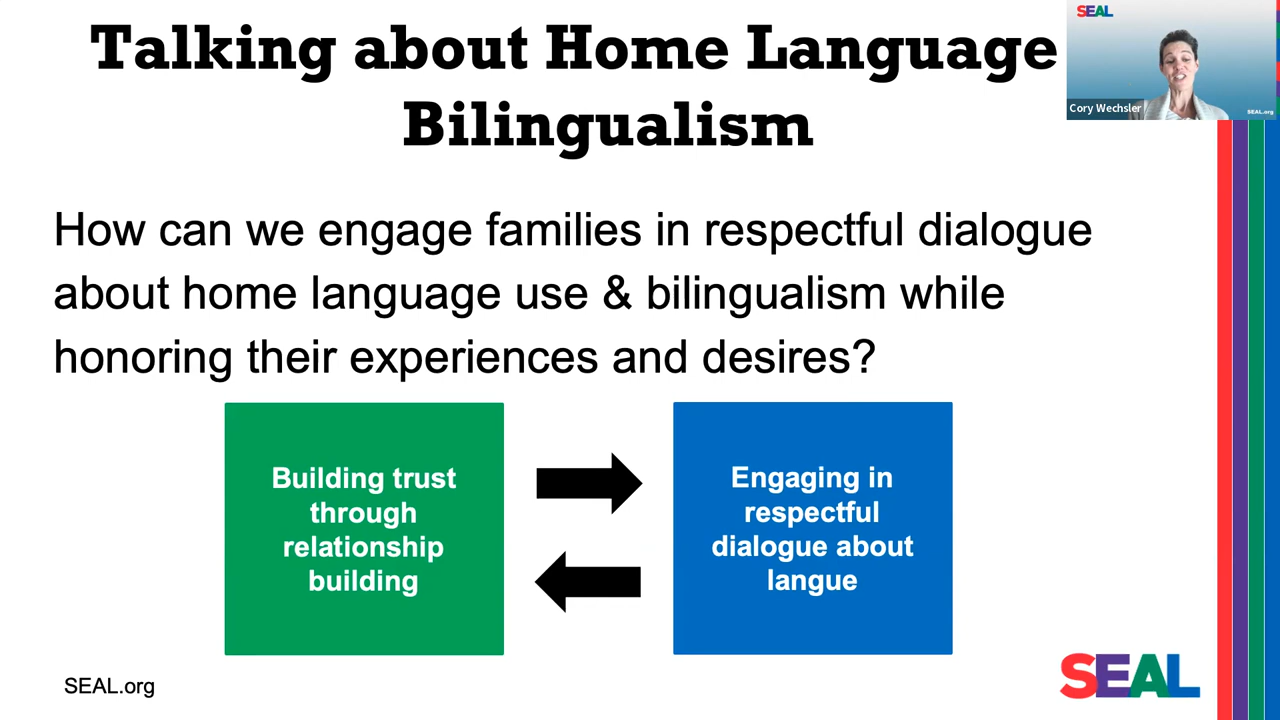 Talking about Home Language
Bilingualism
SEAL
Cory Wechsler
SEAL.org
How can we engage families in respectful dialogue
about home language use & bilingualism while
honoring their experiences and desires?
Building trust
through
relationship
building
Engaging in
respectful
dialogue about
langue
SEAL.org
SEAL